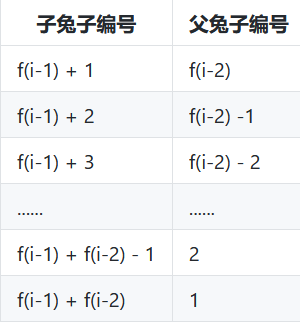 子兔子编号 父兔子编号
f(i-1) + 1 f(i-2)
f(i-1) + 2 f(i-2) -1
f(i-1) + 3 f(i-2) - 2
...... ......
f(i-1) + f(i-2) - 1 2
f(i-1) + f(i-2) 1